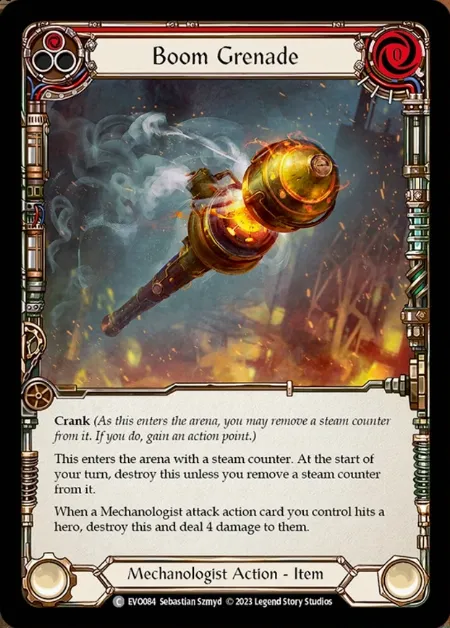 Boom Grenade
0
Crank (As this enters the arena, you may remove a steam counter
from it. If you do, gain an action point.)
This enters the arena with a steam counter. At the start of
your turn, destroy this unless you remove a steam counter
from it.
When a Mechanologist attack action card you control hits a
hero, destroy this and deal 4 damage to them.
Mechanologist Action - Item
C EVO084 Sebastian Szmyd © 2023 Legend Story Studios